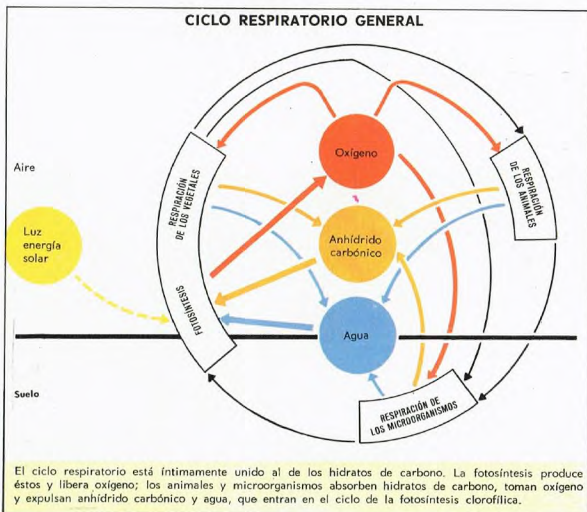 CICLO RESPIRATORIO GENERAL
Oxígeno
Aire
RESPIRACIÓN
DE LOS VEGETALES
RESPIRACIÓN
DE LOS ANIMALES
Luz
energía
solar
Anhídrido
carbónico
FOTOSÍNTESIS
Agua
Suelo
RESPIRACIÓN DE
LOS MICROORGANISMOS
El ciclo respiratorio está íntimamente unido al de los hidratos de carbono. La fotosíntesis produce
éstos y libera oxígeno; los animales y microorganismos absorben hidratos de carbono, toman oxígeno
y expulsan anhídrido carbónico y agua, que entran en el ciclo de la fotosíntesis clorofílica.